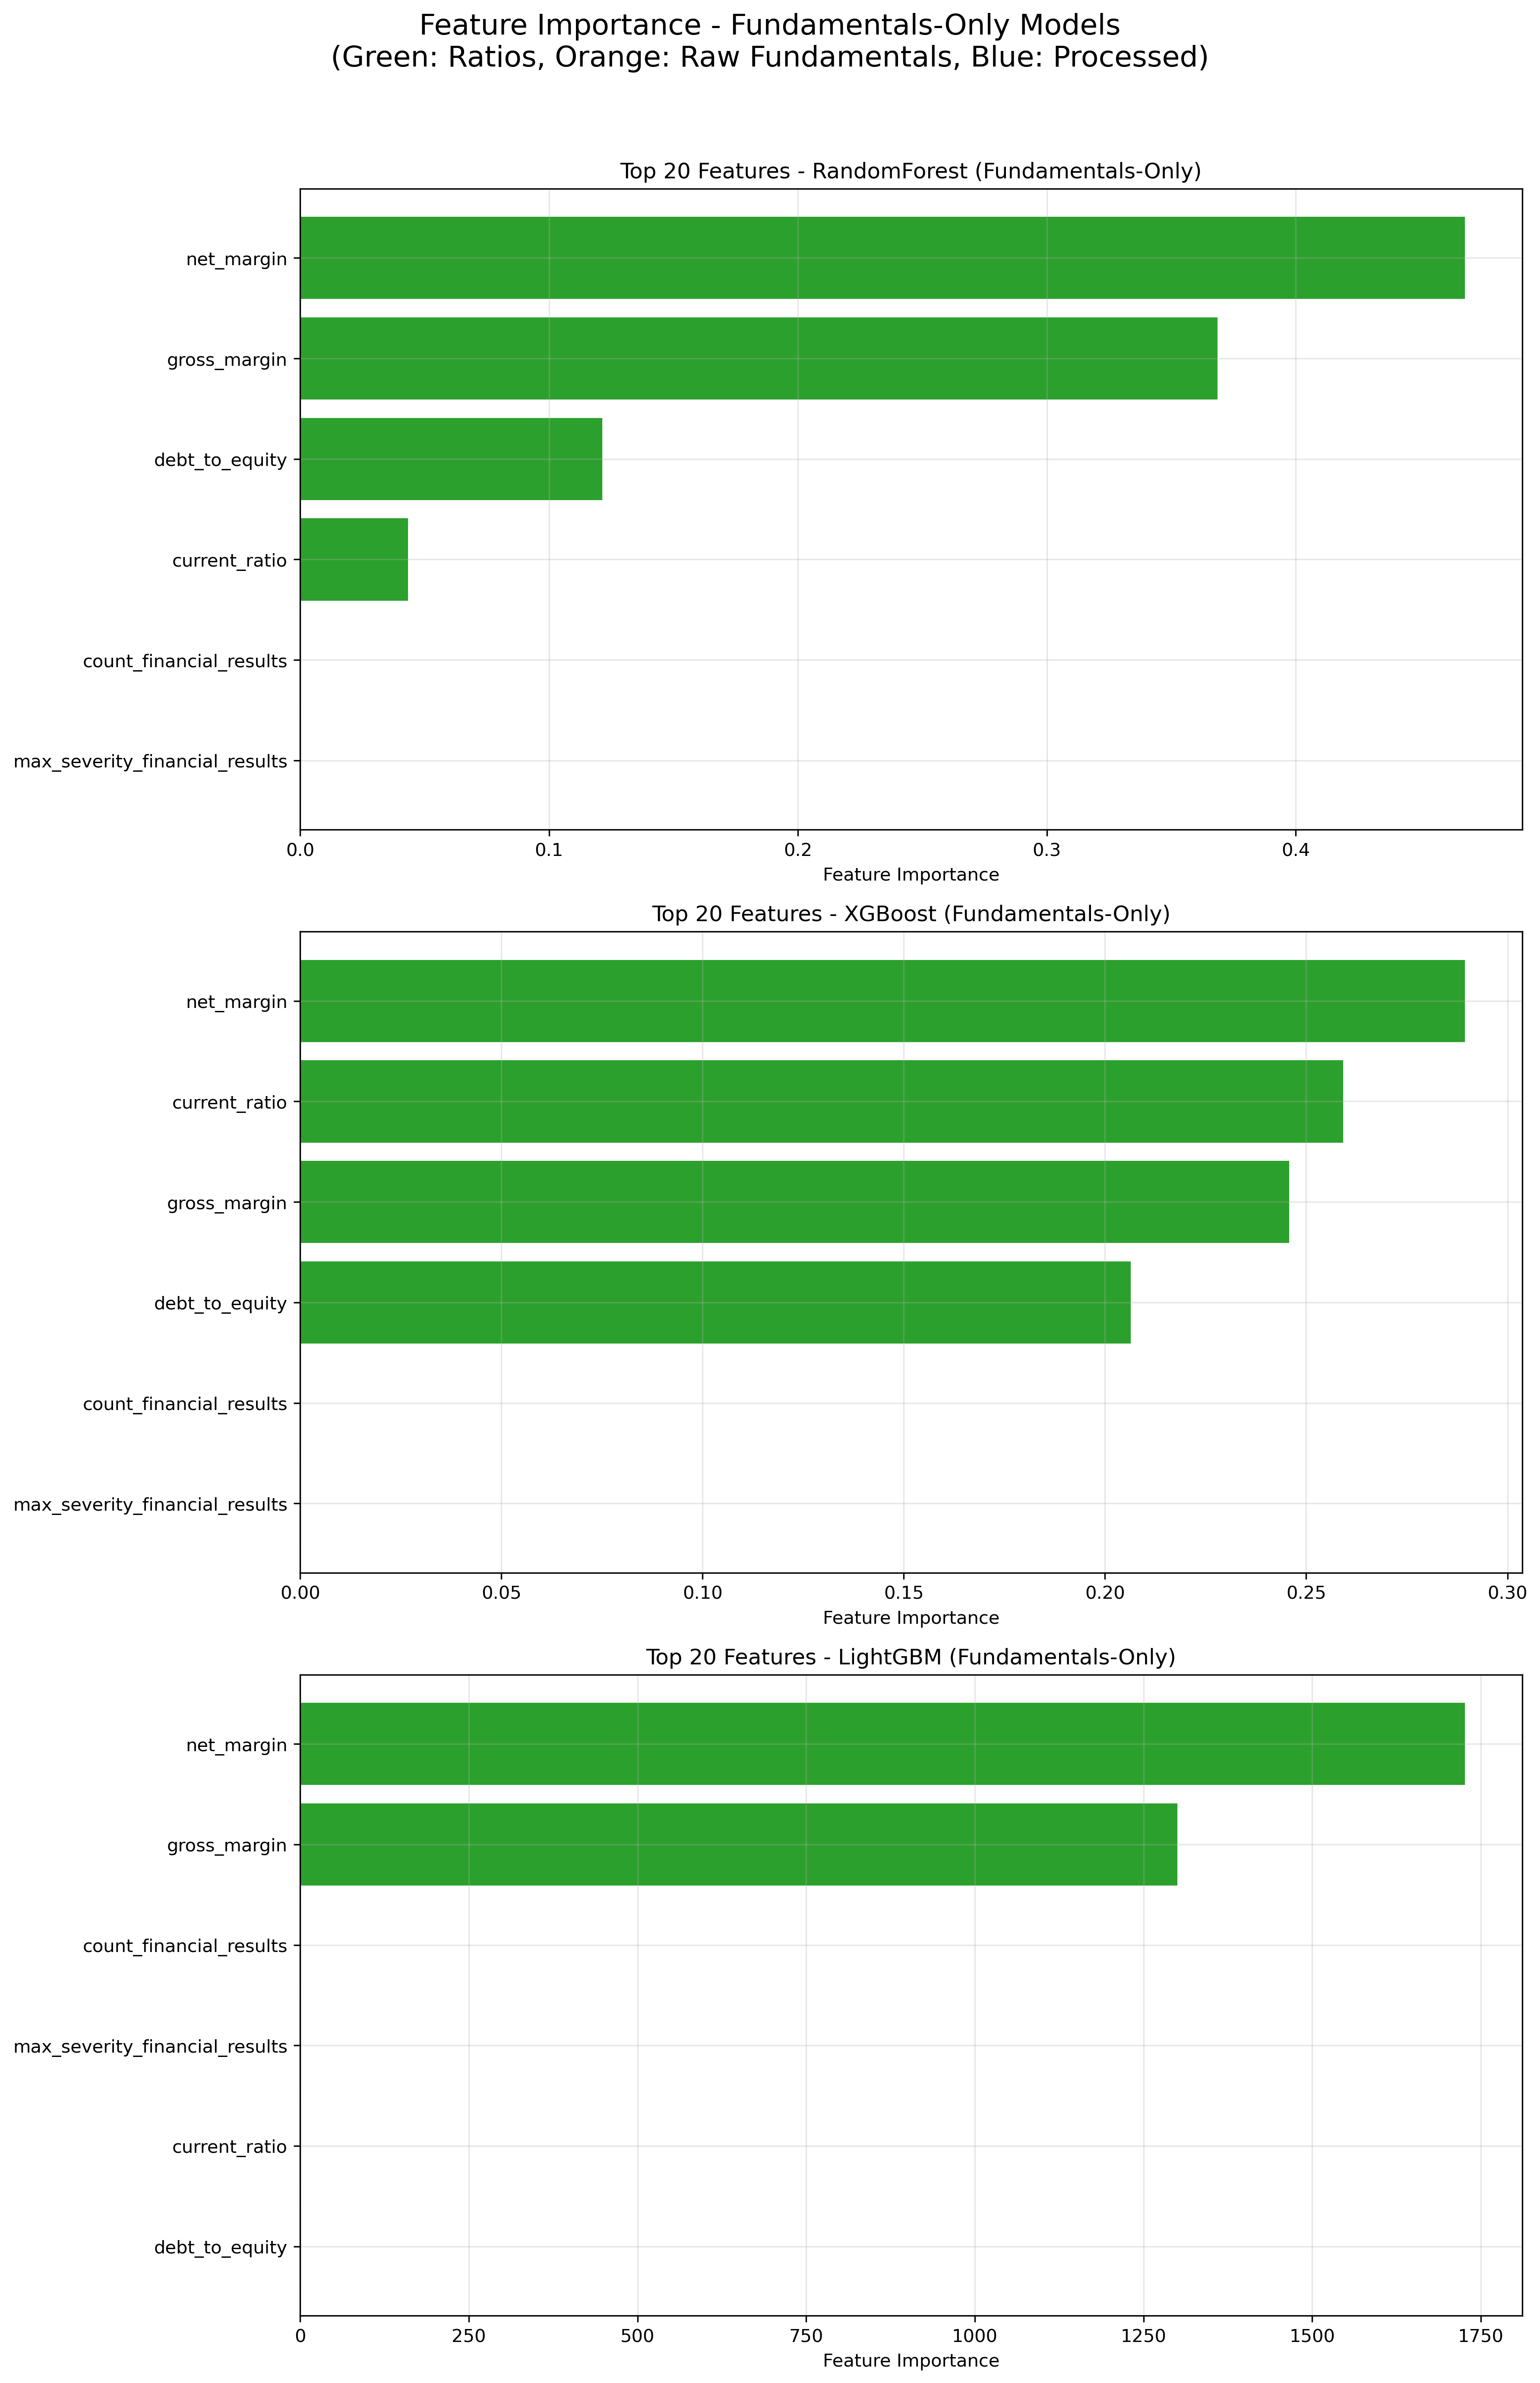 Feature Importance - Fundamentals-Only Models
(Green: Ratios, Orange: Raw Fundamentals, Blue: Processed)
Top 20 Features - RandomForest (Fundamentals-Only)
net_margin
gross_margin
debt_to_equity
current_ratio
count_financial_results
max_severity_financial_results
0.0 0.1 0.2 0.3 0.4
Feature Importance
Top 20 Features - XGBoost (Fundamentals-Only)
net_margin
current_ratio
gross_margin
debt_to_equity
count_financial_results
max_severity_financial_results
0.00 0.05 0.10 0.15 0.20 0.25 0.30
Feature Importance
Top 20 Features - LightGBM (Fundamentals-Only)
net_margin
gross_margin
count_financial_results
max_severity_financial_results
current_ratio
debt_to_equity
0 250 500 750 1000 1250 1500 1750
Feature Importance